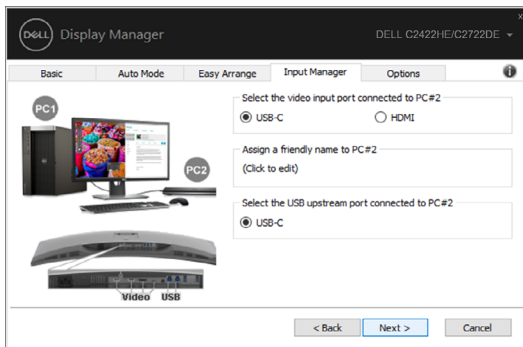 DELL Display Manager
DELL C2422HE/C2722DE
Basic
Auto Mode
Easy Arrange
Input Manager
Options
PC1
PC2
Video USB
Select the video input port connected to PC#2
USB-C
HDMI
Assign a friendly name to PC#2
(Click to edit)
Select the USB upstream port connected to PC#2
USB-C
< Back
Next >
Cancel